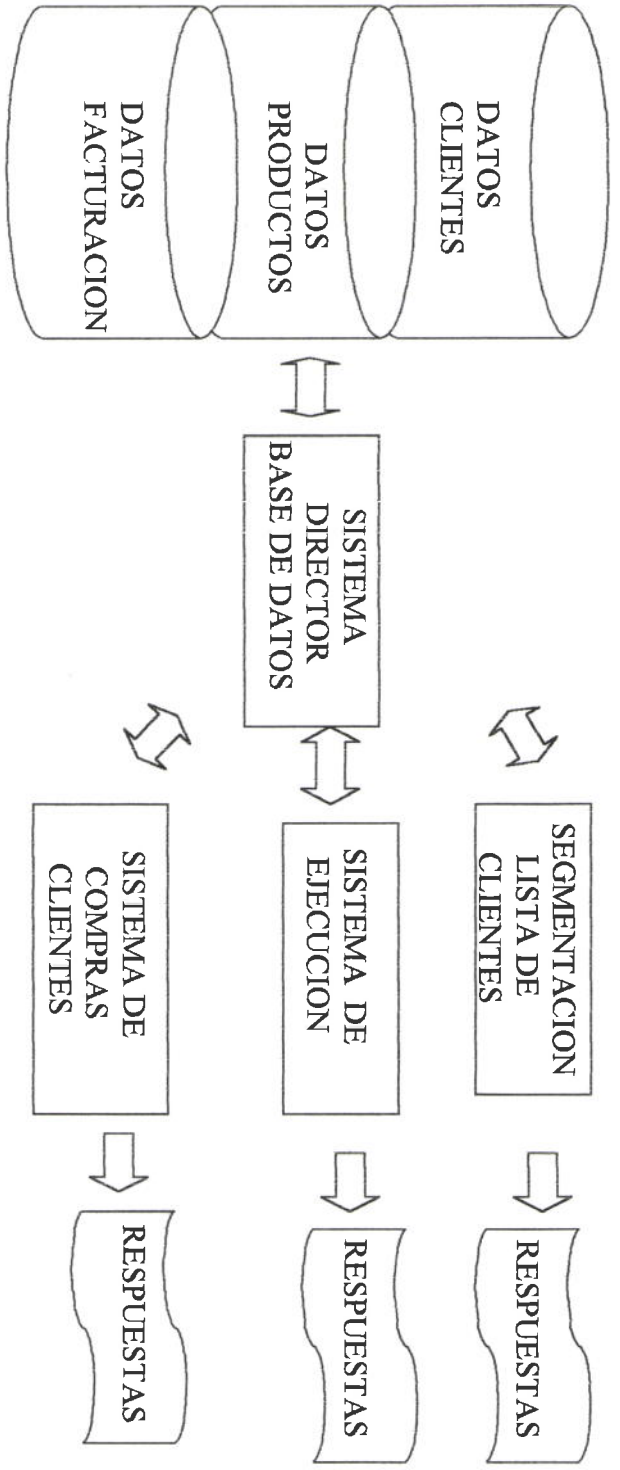 DATOS
CLIENTES
DATOS
PRODUCTOS
DATOS
FACTURACION
SISTEMA
DIRECTOR
BASE DE DATOS
SEGMENTACION
LISTA DE
CLIENTES
SISTEMA DE
EJECUCION
SISTEMA DE
COMPRAS
CLIENTES
RESPUESTAS
RESPUESTAS
RESPUESTAS